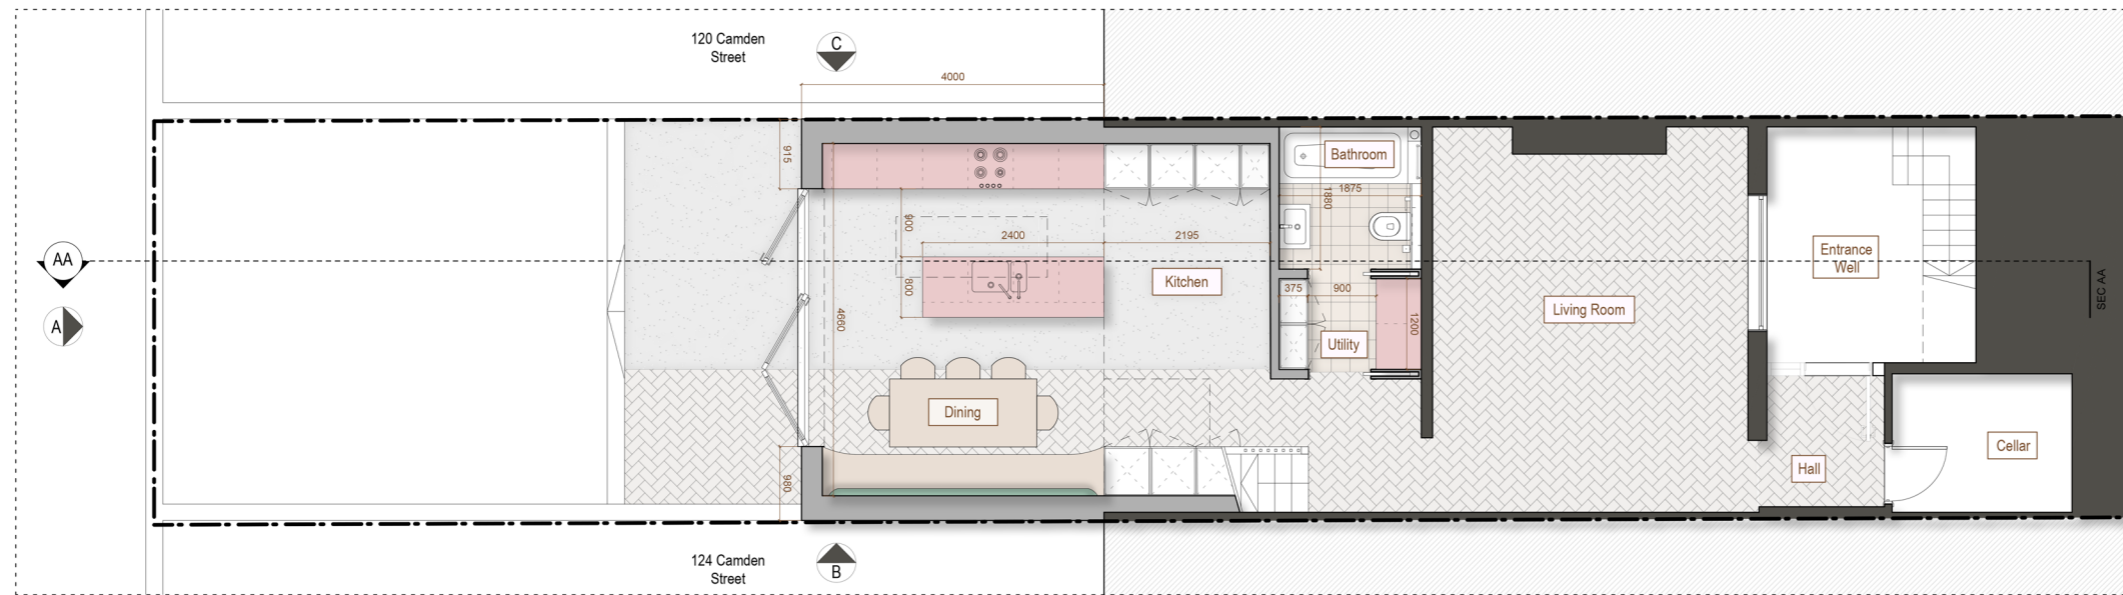 120 Camden
Street
C
4000
915
Bathroom
1875
1880
900
2400
2195
AA
Kitchen
Entrance
Well
SEC AA
800
375
900
A
4660
Living Room
1200
Utility
Dining
Cellar
Hall
980
124 Camden
Street
B